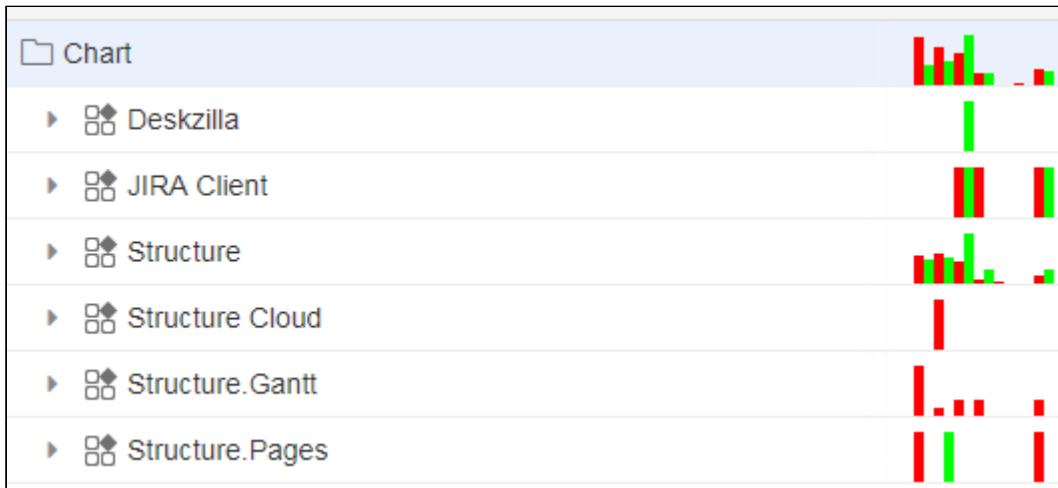 Chart
Deskzilla
JIRA Client
Structure
Structure Cloud
Structure.Gantt
Structure.Pages